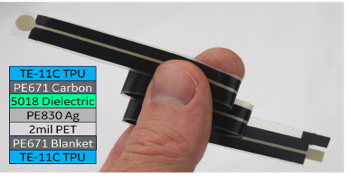 TE-11C TPU
PE671 Carbon
5018 Dielectric
PE830 Ag
2mil PET
PE671 Blanket
TE-11C TPU